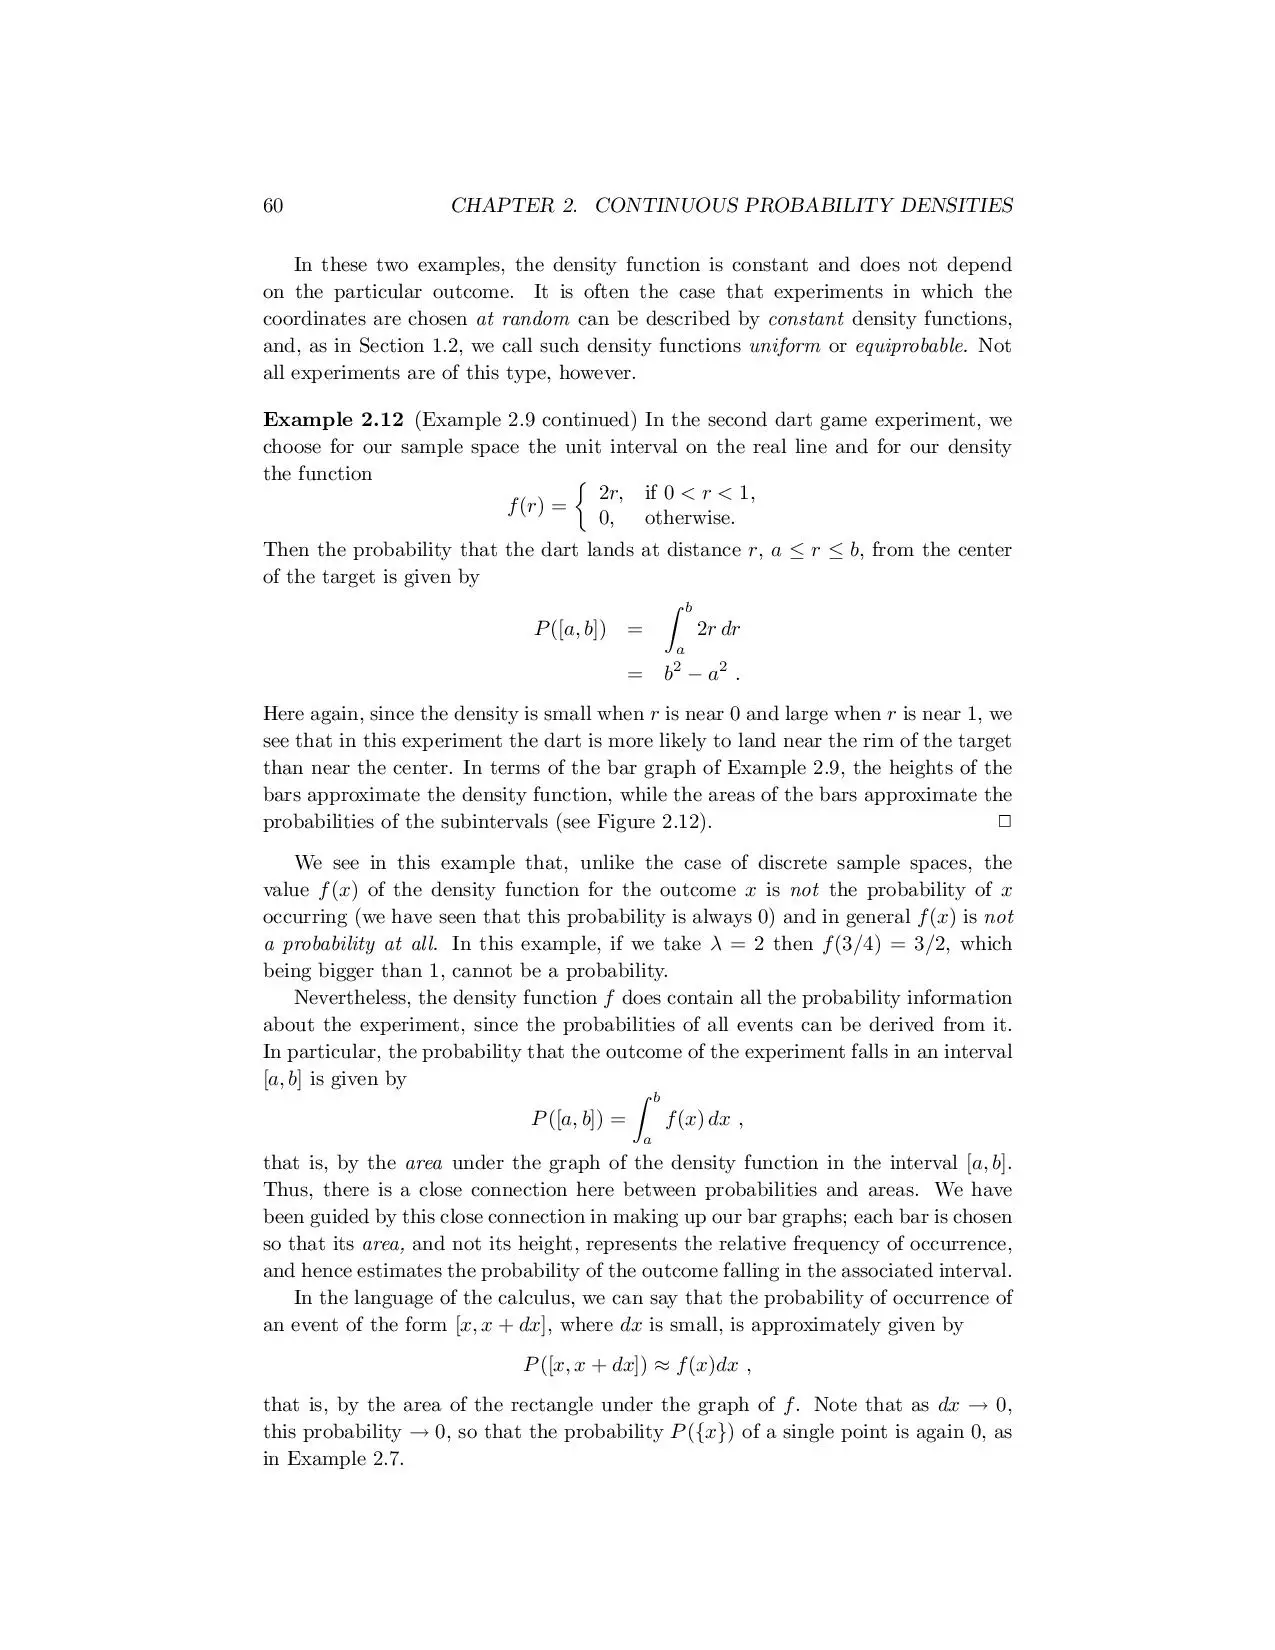 60 CHAPTER 2. CONTINUOUS PROBABILITY DENSITIES
In these two examples, the density function is constant and does not depend
on the particular outcome. It is often the case that experiments in which the
coordinates are chosen at random can be described by constant density functions,
and, as in Section 1.2, we call such density functions uniform or equiprobable. Not
all experiments are of this type, however.
Example 2.12 (Example 2.9 continued) In the second dart game experiment, we
choose for our sample space the unit interval on the real line and for our density
the function
f(r) = { 2r, if 0 < r < 1,
0, otherwise.
Then the probability that the dart lands at distance r, a ≤ r ≤ b, from the center
of the target is given by
P([a, b]) = ∫_a^b 2r dr
= b² − a² .
Here again, since the density is small when r is near 0 and large when r is near 1, we
see that in this experiment the dart is more likely to land near the rim of the target
than near the center. In terms of the bar graph of Example 2.9, the heights of the
bars approximate the density function, while the areas of the bars approximate the
probabilities of the subintervals (see Figure 2.12). □
We see in this example that, unlike the case of discrete sample spaces, the
value f(x) of the density function for the outcome x is not the probability of x
occurring (we have seen that this probability is always 0) and in general f(x) is not
a probability at all. In this example, if we take λ = 2 then f(3/4) = 3/2, which
being bigger than 1, cannot be a probability.
Nevertheless, the density function f does contain all the probability information
about the experiment, since the probabilities of all events can be derived from it.
In particular, the probability that the outcome of the experiment falls in an interval
[a, b] is given by
P([a, b]) = ∫_a^b f(x) dx ,
that is, by the area under the graph of the density function in the interval [a, b].
Thus, there is a close connection here between probabilities and areas. We have
been guided by this close connection in making up our bar graphs; each bar is chosen
so that its area, and not its height, represents the relative frequency of occurrence,
and hence estimates the probability of the outcome falling in the associated interval.
In the language of the calculus, we can say that the probability of occurrence of
an event of the form [x, x + dx], where dx is small, is approximately given by
P([x, x + dx]) ≈ f(x)dx ,
that is, by the area of the rectangle under the graph of f. Note that as dx → 0,
this probability → 0, so that the probability P({x}) of a single point is again 0, as
in Example 2.7.